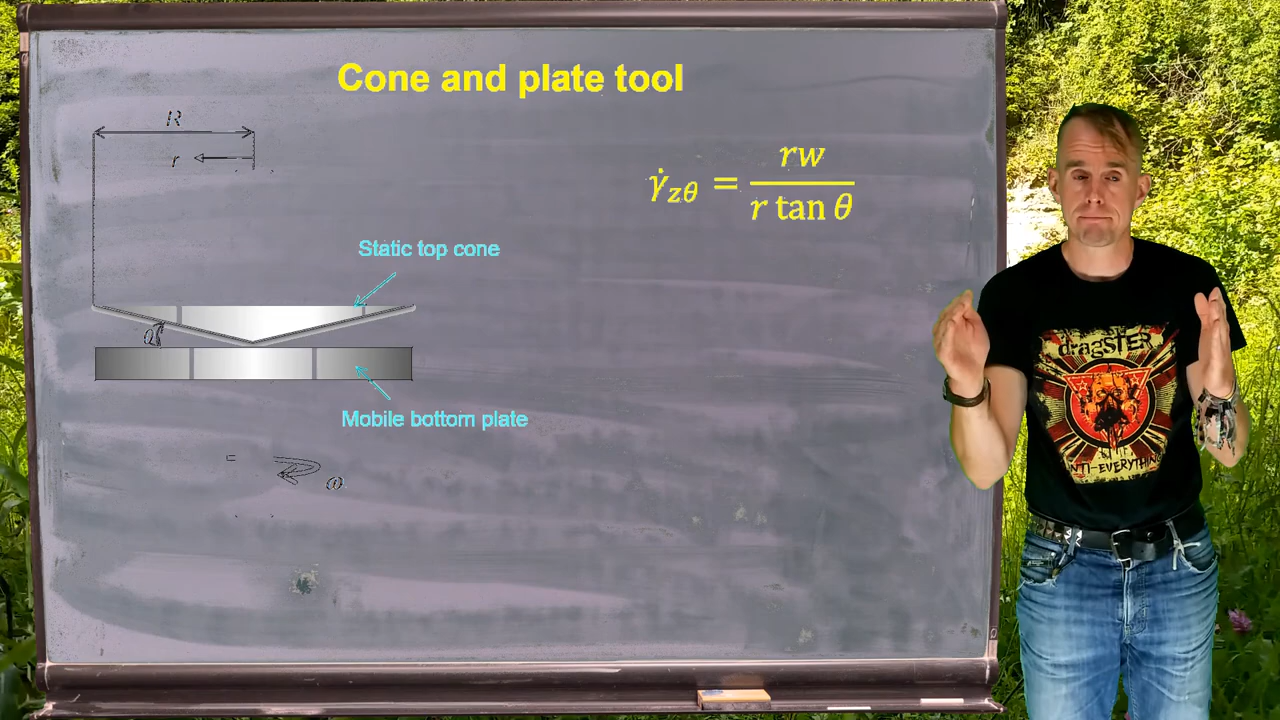 Cone and plate tool
R
r
γ̇zθ = rw / r tan θ
Static top cone
α
Mobile bottom plate
= ω
dragSTER
ANTI-EVERYTHING